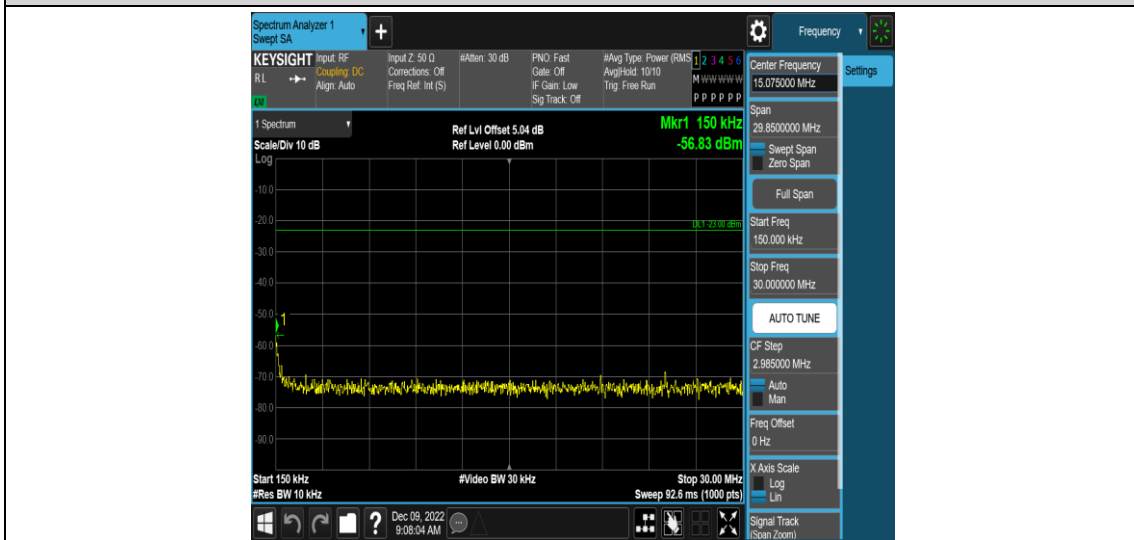 Spectrum Analyzer 1
Swept SA
+
Frequency
KEYSIGHT
RL
Input: RF
Coupling: DC
Align: Auto
Input Z: 50 Ω
Corrections: Off
Freq Ref: Int (S)
#Atten: 30 dB
PNO: Fast
Gate: Off
IF Gain: Low
Sig Track: Off
#Avg Type: Power (RMS
Avg|Hold: 10/10
Trig: Free Run
1 2 3 4 5 6
M W W W W W
P P P P P P
1 Spectrum
Scale/Div 10 dB
Log
Ref Lvl Offset 5.04 dB
Ref Level 0.00 dBm
Mkr1 150 kHz
-56.83 dBm
-10.0
-20.0
DL1 -23.00 dBm
-30.0
-40.0
-50.0
1
-60.0
-70.0
-80.0
-90.0
Start 150 kHz
#Res BW 10 kHz
#Video BW 30 kHz
Stop 30.00 MHz
Sweep 92.6 ms (1000 pts)
?
Dec 09, 2022
9:08:04 AM
Center Frequency
15.075000 MHz
Settings
Span
29.8500000 MHz
Swept Span
Zero Span
Full Span
Start Freq
150.000 kHz
Stop Freq
30.000000 MHz
AUTO TUNE
CF Step
2.985000 MHz
Auto
Man
Freq Offset
0 Hz
X Axis Scale
Log
Lin
Signal Track
(Span Zoom)